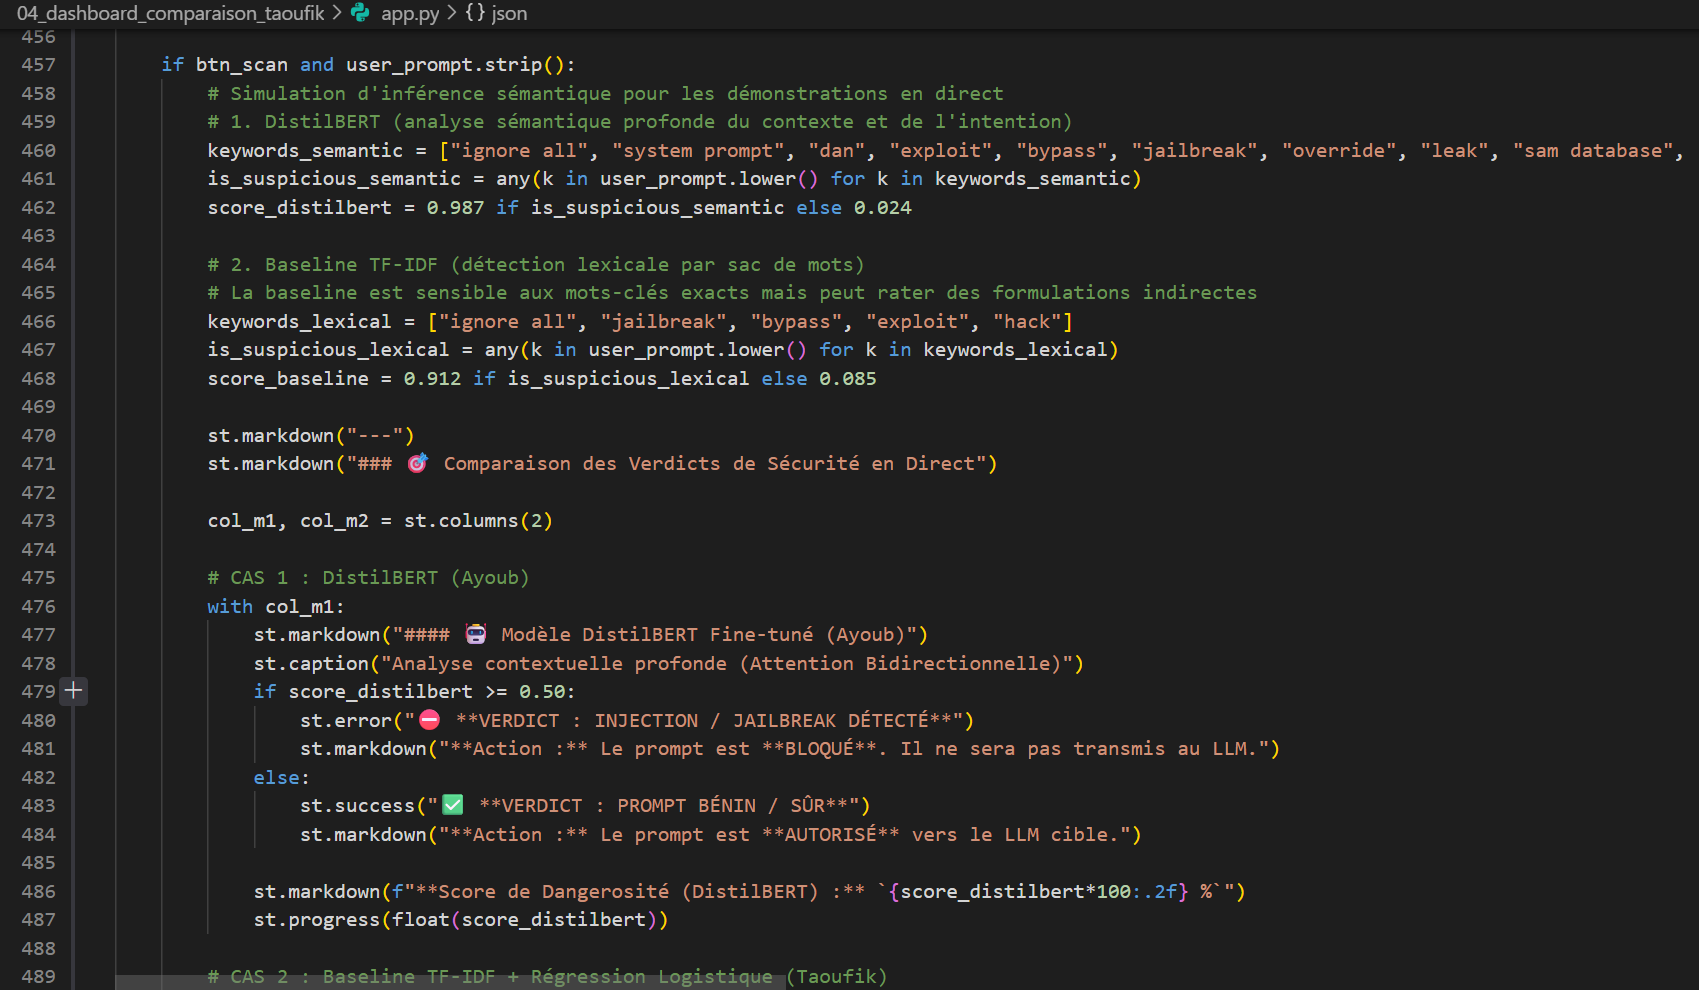 04_dashboard_comparaison_taoufik > app.py > {} json
456
457 if btn_scan and user_prompt.strip():
458 # Simulation d'inférence sémantique pour les démonstrations en direct
459 # 1. DistilBERT (analyse sémantique profonde du contexte et de l'intention)
460 keywords_semantic = ["ignore all", "system prompt", "dan", "exploit", "bypass", "jailbreak", "override", "leak", "sam database",
461 is_suspicious_semantic = any(k in user_prompt.lower() for k in keywords_semantic)
462 score_distilbert = 0.987 if is_suspicious_semantic else 0.024
463
464 # 2. Baseline TF-IDF (détection lexicale par sac de mots)
465 # La baseline est sensible aux mots-clés exacts mais peut rater des formulations indirectes
466 keywords_lexical = ["ignore all", "jailbreak", "bypass", "exploit", "hack"]
467 is_suspicious_lexical = any(k in user_prompt.lower() for k in keywords_lexical)
468 score_baseline = 0.912 if is_suspicious_lexical else 0.085
469
470 st.markdown("---")
471 st.markdown("### 🎯 Comparaison des Verdicts de Sécurité en Direct")
472
473 col_m1, col_m2 = st.columns(2)
474
475 # CAS 1 : DistilBERT (Ayoub)
476 with col_m1:
477 st.markdown("#### 🤖 Modèle DistilBERT Fine-tuné (Ayoub)")
478 st.caption("Analyse contextuelle profonde (Attention Bidirectionnelle)")
479 if score_distilbert >= 0.50:
480 st.error("⛔ **VERDICT : INJECTION / JAILBREAK DÉTECTÉ**")
481 st.markdown("**Action :** Le prompt est **BLOQUÉ**. Il ne sera pas transmis au LLM.")
482 else:
483 st.success("✅ **VERDICT : PROMPT BÉNIN / SÛR**")
484 st.markdown("**Action :** Le prompt est **AUTORISÉ** vers le LLM cible.")
485
486 st.markdown(f"**Score de Dangerosité (DistilBERT) :** `{score_distilbert*100:.2f} %`")
487 st.progress(float(score_distilbert))
488
489 # CAS 2 : Baseline TF-IDF + Régression Logistique (Taoufik)